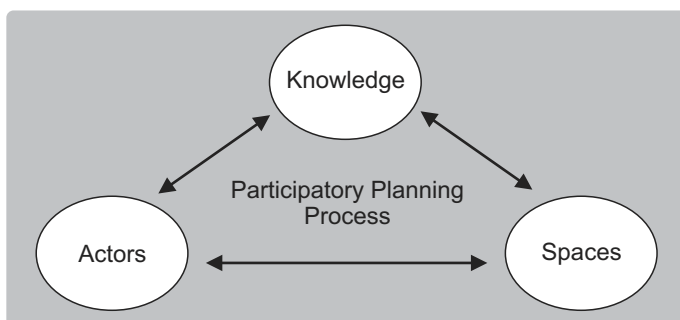 Knowledge
Participatory Planning
Process
Actors
Spaces